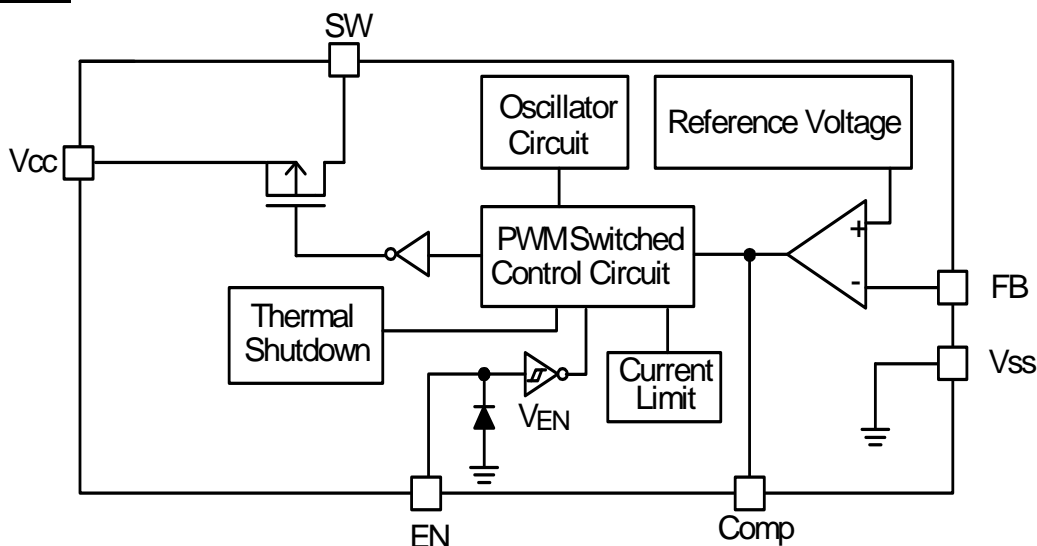 SW
Oscillator
Circuit
Reference Voltage
Vcc
+
PWM Switched
Control Circuit
-
FB
Thermal
Shutdown
Vss
Current
Limit
VEN
EN
Comp